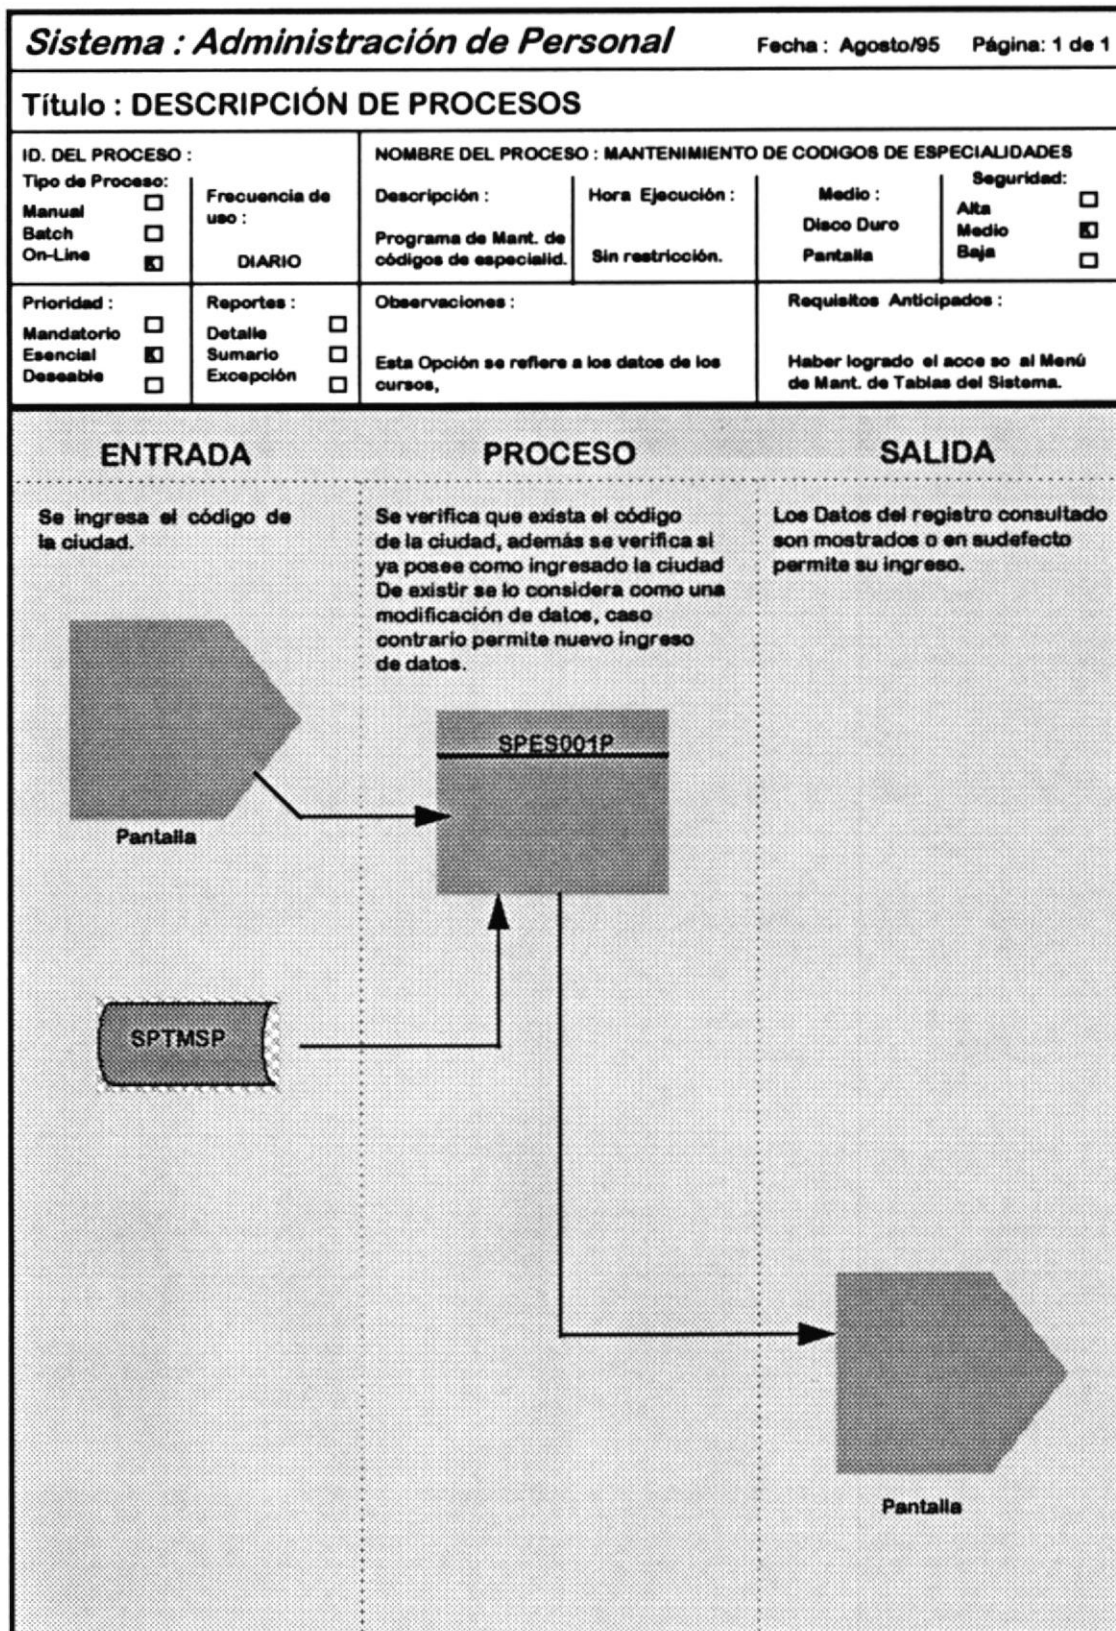 Sistema : Administración de Personal Fecha : Agosto/95 Página: 1 de 1
Título : DESCRIPCIÓN DE PROCESOS
ID. DEL PROCESO :
NOMBRE DEL PROCESO : MANTENIMIENTO DE CODIGOS DE ESPECIALIDADES
Tipo de Proceso:
Manual
Batch
On-Line
Frecuencia de
uso :
DIARIO
Descripción :
Programa de Mant. de
códigos de especialid.
Hora Ejecución :
Sin restricción.
Medio :
Disco Duro
Pantalla
Seguridad:
Alta
Medio
Baja
Prioridad :
Mandatorio
Esencial
Deseable
Reportes :
Detalle
Sumario
Excepción
Observaciones :
Esta Opción se refiere a los datos de los
cursos,
Requisitos Anticipados :
Haber logrado el acce so al Menú
de Mant. de Tablas del Sistema.
ENTRADA
Se ingresa el código de
la ciudad.
Pantalla
SPTMSP
PROCESO
Se verifica que exista el código
de la ciudad, además se verifica si
ya posee como ingresado la ciudad
De existir se lo considera como una
modificación de datos, caso
contrario permite nuevo ingreso
de datos.
SPES001P
SALIDA
Los Datos del registro consultado
son mostrados o en sudefecto
permite su ingreso.
Pantalla